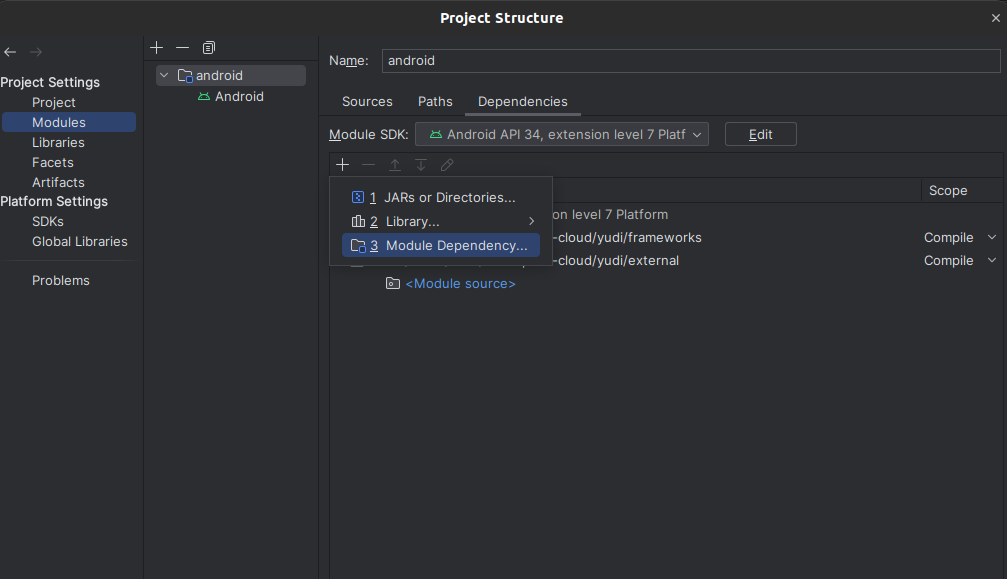 Project Structure
Project Settings
Project
Modules
Libraries
Facets
Artifacts
Platform Settings
SDKs
Global Libraries
Problems
android
Android
Name: android
Sources Paths Dependencies
Module SDK: Android API 34, extension level 7 Platf Edit
Scope
1 JARs or Directories...
2 Library...
3 Module Dependency...
on level 7 Platform
-cloud/yudi/frameworks Compile
-cloud/yudi/external Compile
<Module source>